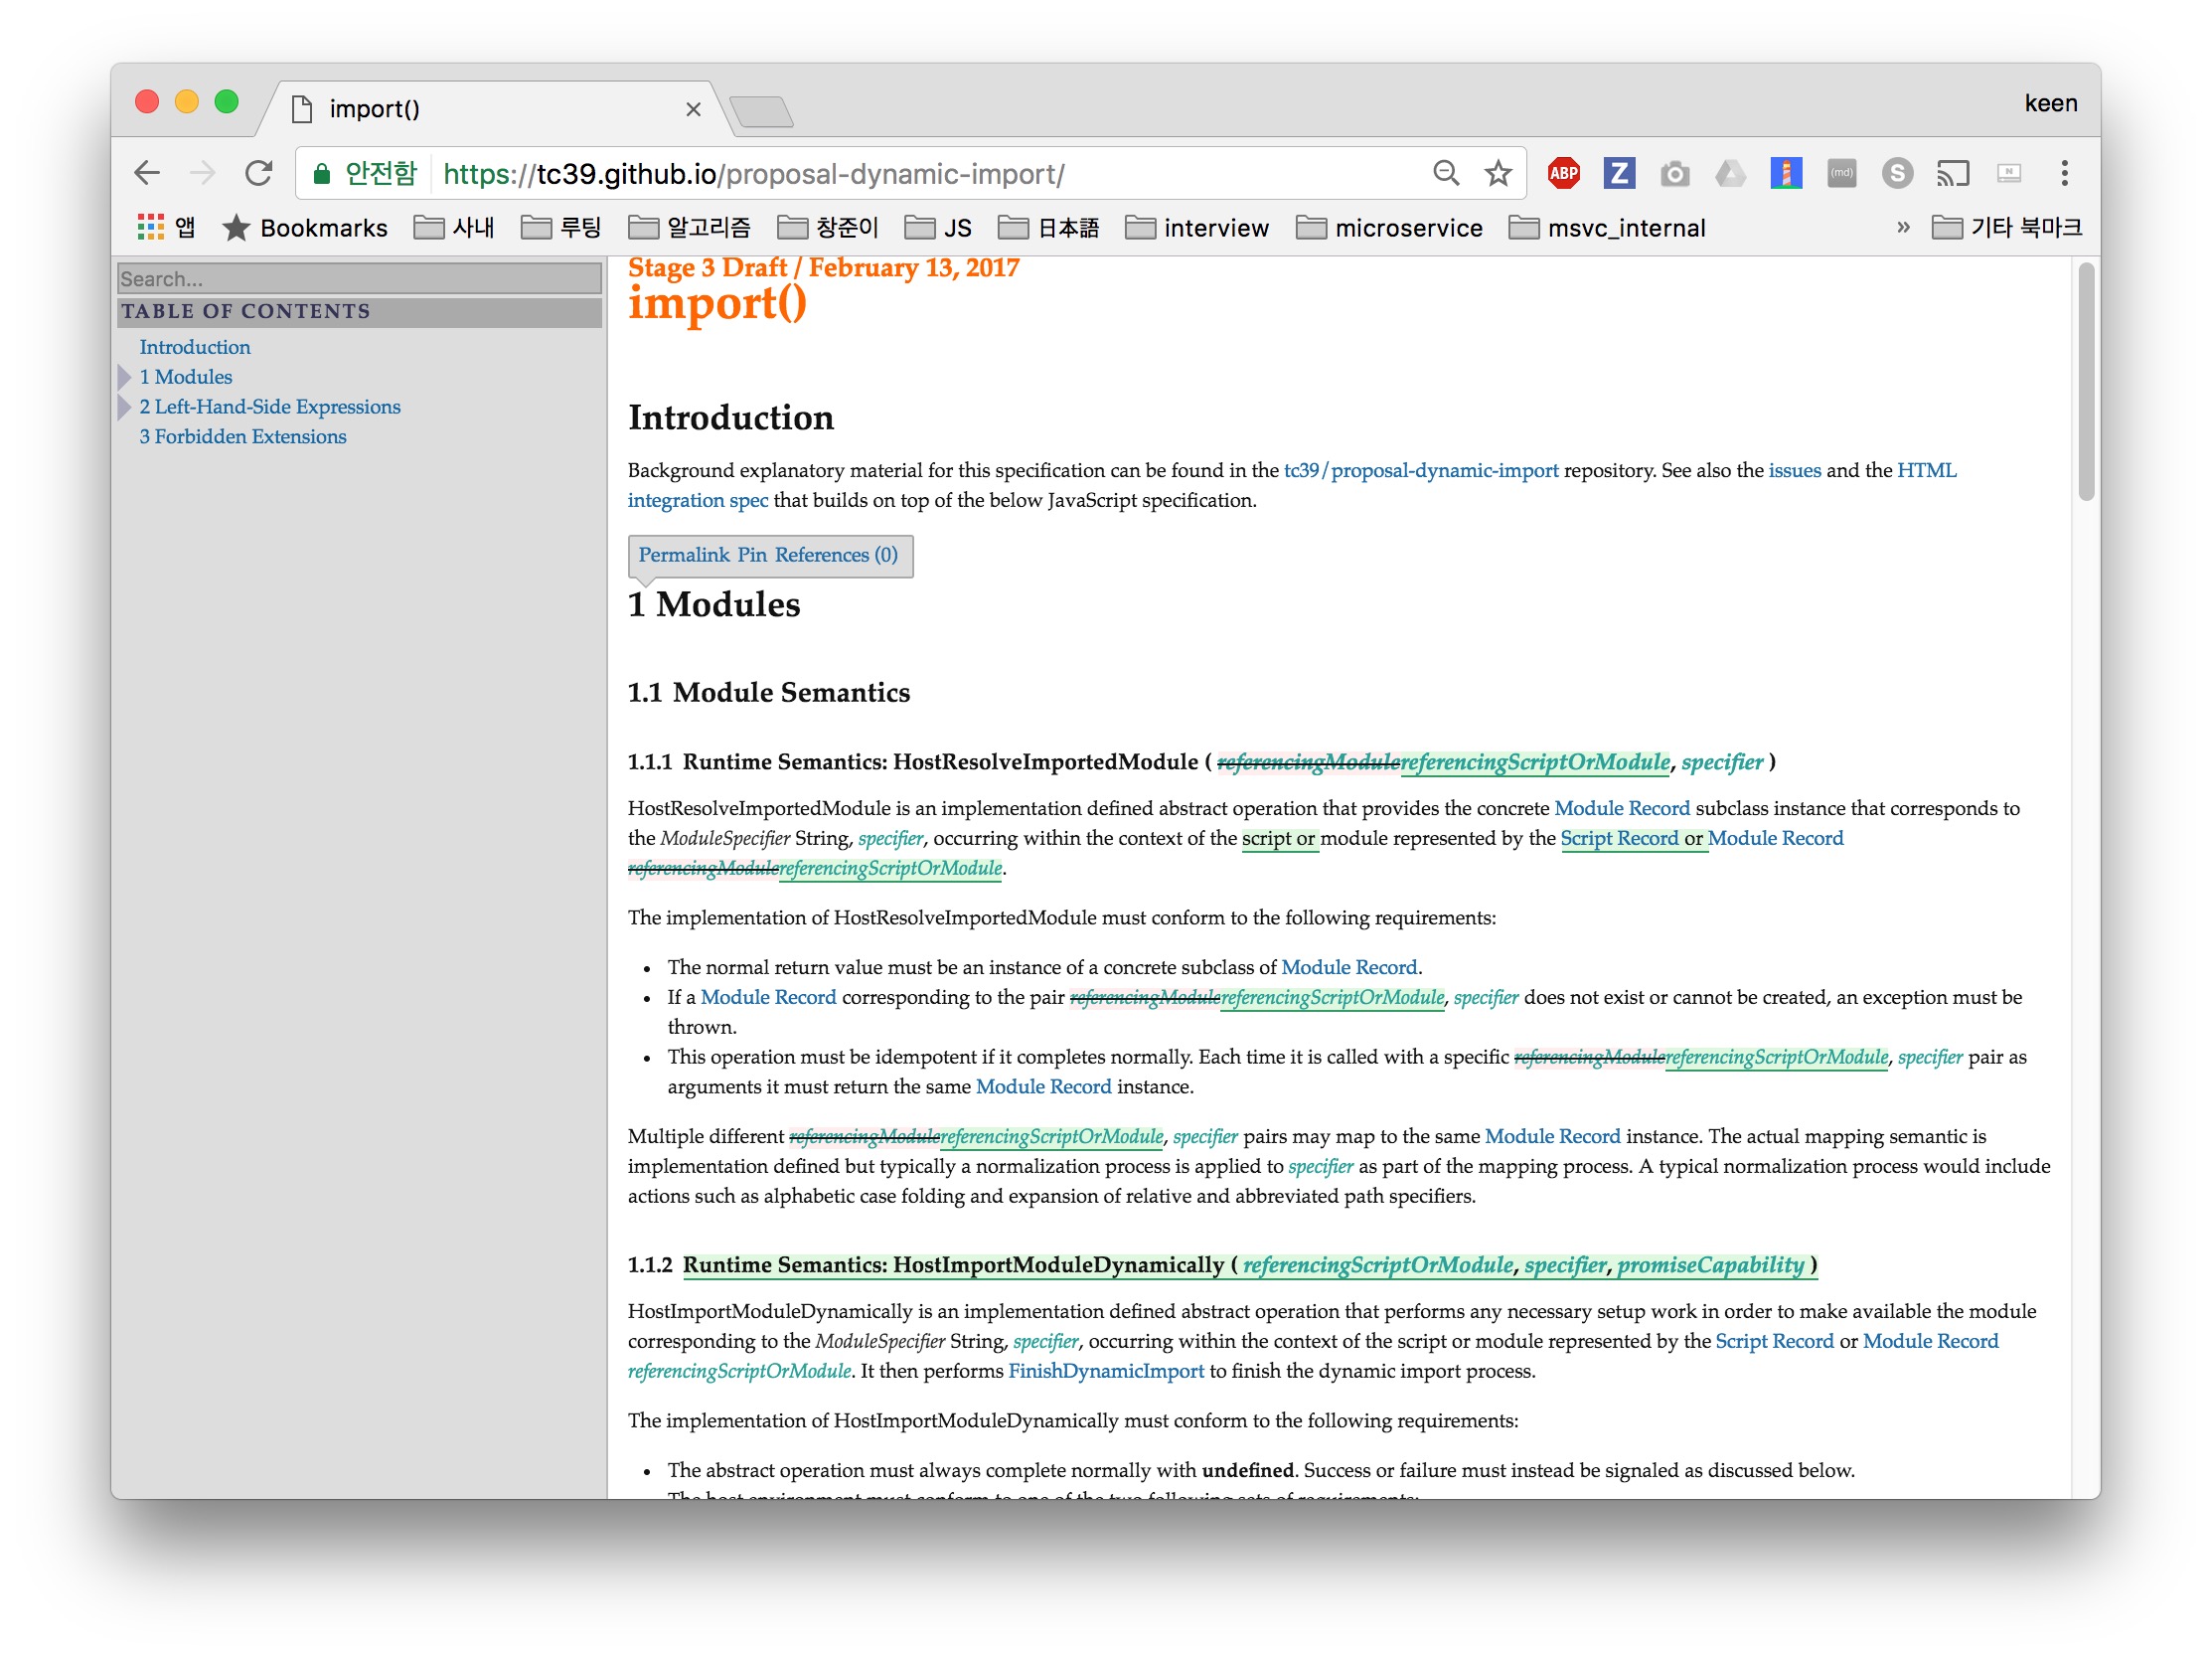 import()
keen
안전함 https://tc39.github.io/proposal-dynamic-import/
ABP Z (md) S N
앱 Bookmarks 사내 루팅 알고리즘 창준이 JS 日本語 interview microservice msvc_internal » 기타 북마크
Search...
TABLE OF CONTENTS
Introduction
1 Modules
2 Left-Hand-Side Expressions
3 Forbidden Extensions
Stage 3 Draft / February 13, 2017
import()
Introduction
Background explanatory material for this specification can be found in the tc39/proposal-dynamic-import repository. See also the issues and the HTML
integration spec that builds on top of the below JavaScript specification.
Permalink Pin References (0)
1 Modules
1.1 Module Semantics
1.1.1 Runtime Semantics: HostResolveImportedModule ( referencingModulereferencingScriptOrModule, specifier )
HostResolveImportedModule is an implementation defined abstract operation that provides the concrete Module Record subclass instance that corresponds to
the ModuleSpecifier String, specifier, occurring within the context of the script or module represented by the Script Record or Module Record
referencingModulereferencingScriptOrModule.
The implementation of HostResolveImportedModule must conform to the following requirements:
• The normal return value must be an instance of a concrete subclass of Module Record.
• If a Module Record corresponding to the pair referencingModulereferencingScriptOrModule, specifier does not exist or cannot be created, an exception must be
thrown.
• This operation must be idempotent if it completes normally. Each time it is called with a specific referencingModulereferencingScriptOrModule, specifier pair as
arguments it must return the same Module Record instance.
Multiple different referencingModulereferencingScriptOrModule, specifier pairs may map to the same Module Record instance. The actual mapping semantic is
implementation defined but typically a normalization process is applied to specifier as part of the mapping process. A typical normalization process would include
actions such as alphabetic case folding and expansion of relative and abbreviated path specifiers.
1.1.2 Runtime Semantics: HostImportModuleDynamically ( referencingScriptOrModule, specifier, promiseCapability )
HostImportModuleDynamically is an implementation defined abstract operation that performs any necessary setup work in order to make available the module
corresponding to the ModuleSpecifier String, specifier, occurring within the context of the script or module represented by the Script Record or Module Record
referencingScriptOrModule. It then performs FinishDynamicImport to finish the dynamic import process.
The implementation of HostImportModuleDynamically must conform to the following requirements:
• The abstract operation must always complete normally with undefined. Success or failure must instead be signaled as discussed below.
The host environment must conform to one of the two following sets of requirements: